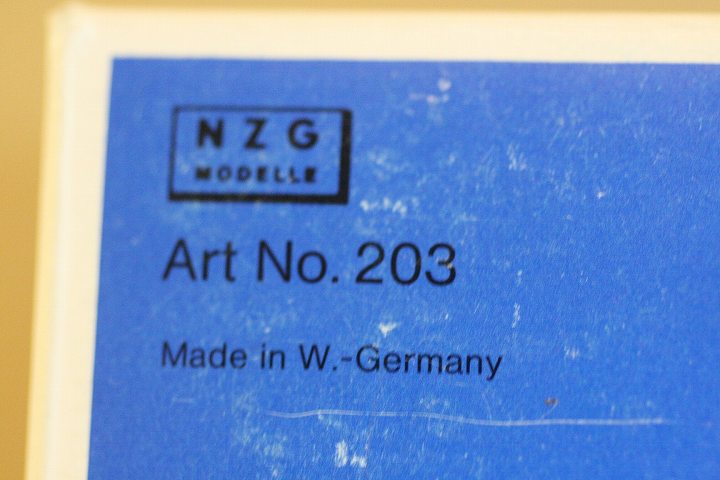 NZG
MODELLE
Art No. 203
Made in W.-Germany